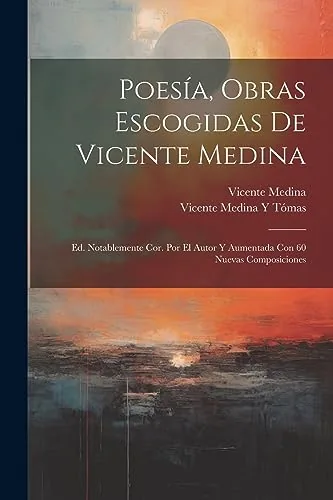 Poesía, Obras
Escogidas De
Vicente Medina
Vicente Medina
Vicente Medina Y Tómas
Ed. Notablemente Cor. Por El Autor Y Aumentada Con 60
Nuevas Composiciones